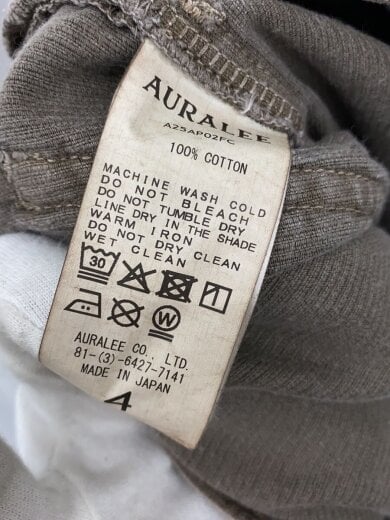 AURALEE
A25AP02FC
100% COTTON
MACHINE WASH COLD
DO NOT BLEACH
DO NOT TUMBLE DRY
LINE DRY IN THE SHADE
WARM IRON
DO NOT DRY CLEAN
WET CLEAN
30
W
AURALEE CO., LTD.
81-(3)-6427-7141
MADE IN JAPAN
4